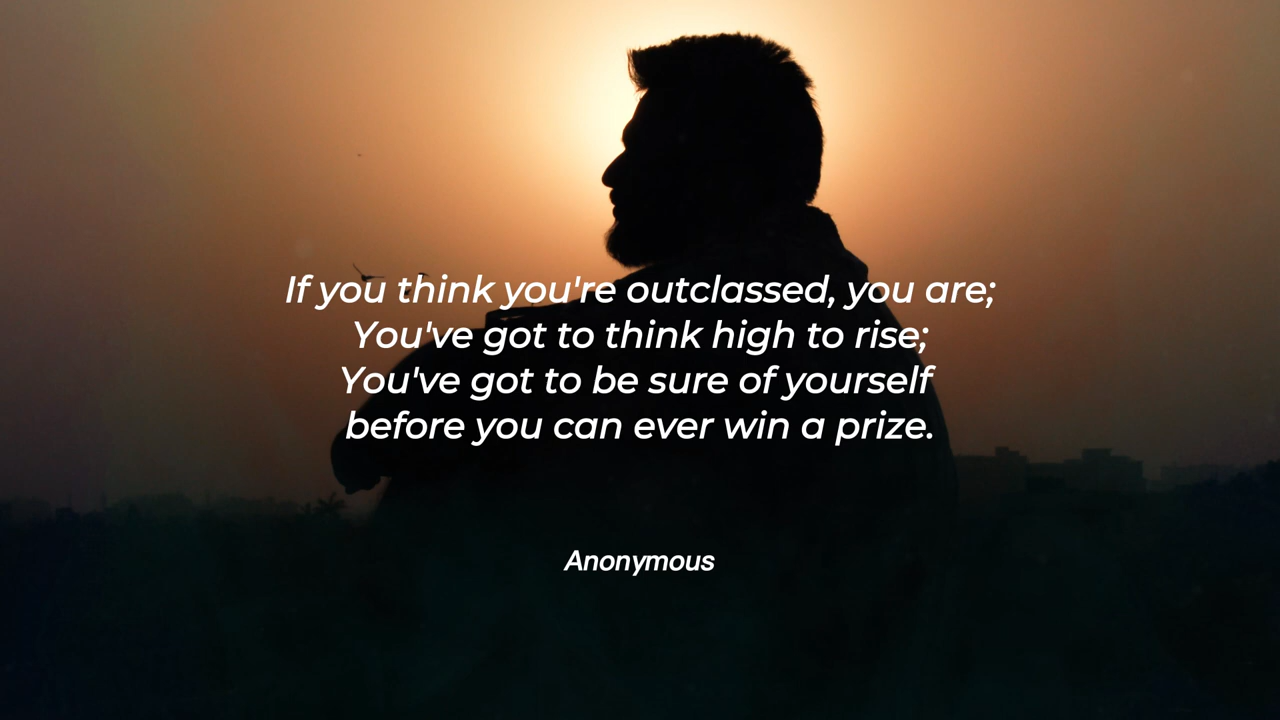 If you think you're outclassed, you are;
You've got to think high to rise;
You've got to be sure of yourself
before you can ever win a prize.
Anonymous